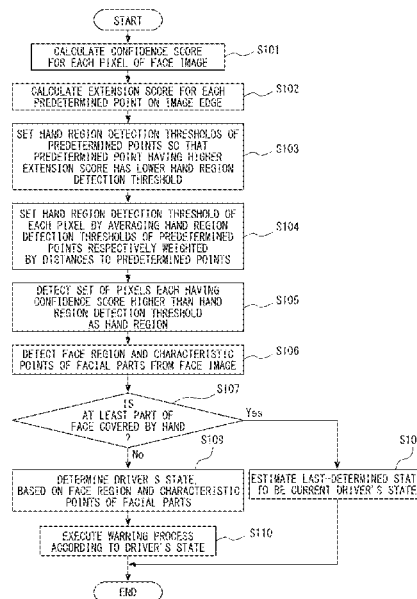 START
CALCULATE CONFIDENCE SCORE
FOR EACH PIXEL OF FACE IMAGE
S101
CALCULATE EXTENSION SCORE FOR EACH
PREDETERMINED POINT ON IMAGE EDGE
S102
SET HAND REGION DETECTION THRESHOLDS OF
PREDETERMINED POINTS SO THAT
PREDETERMINED POINT HAVING HIGHER
EXTENSION SCORE HAS LOWER HAND REGION
DETECTION THRESHOLD
S103
SET HAND REGION DETECTION THRESHOLD OF
EACH PIXEL BY AVERAGING HAND REGION
DETECTION THRESHOLDS OF PREDETERMINED
POINTS RESPECTIVELY WEIGHTED
BY DISTANCES TO PREDETERMINED POINTS
S104
DETECT SET OF PIXELS EACH HAVING
CONFIDENCE SCORE HIGHER THAN HAND
REGION DETECTION THRESHOLD
AS HAND REGION
S105
DETECT FACE REGION AND CHARACTERISTIC
POINTS OF FACIAL PARTS FROM FACE IMAGE
S106
S107
IS
AT LEAST PART OF
FACE COVERED BY HAND
?
Yes
No
DETERMINE DRIVER'S STATE,
BASED ON FACE REGION AND CHARACTERISTIC
POINTS OF FACIAL PARTS
S109
S10
ESTIMATE LAST-DETERMINED STAT
TO BE CURRENT DRIVER'S STATE
EXECUTE WARNING PROCESS
ACCORDING TO DRIVER'S STATE
S110
END